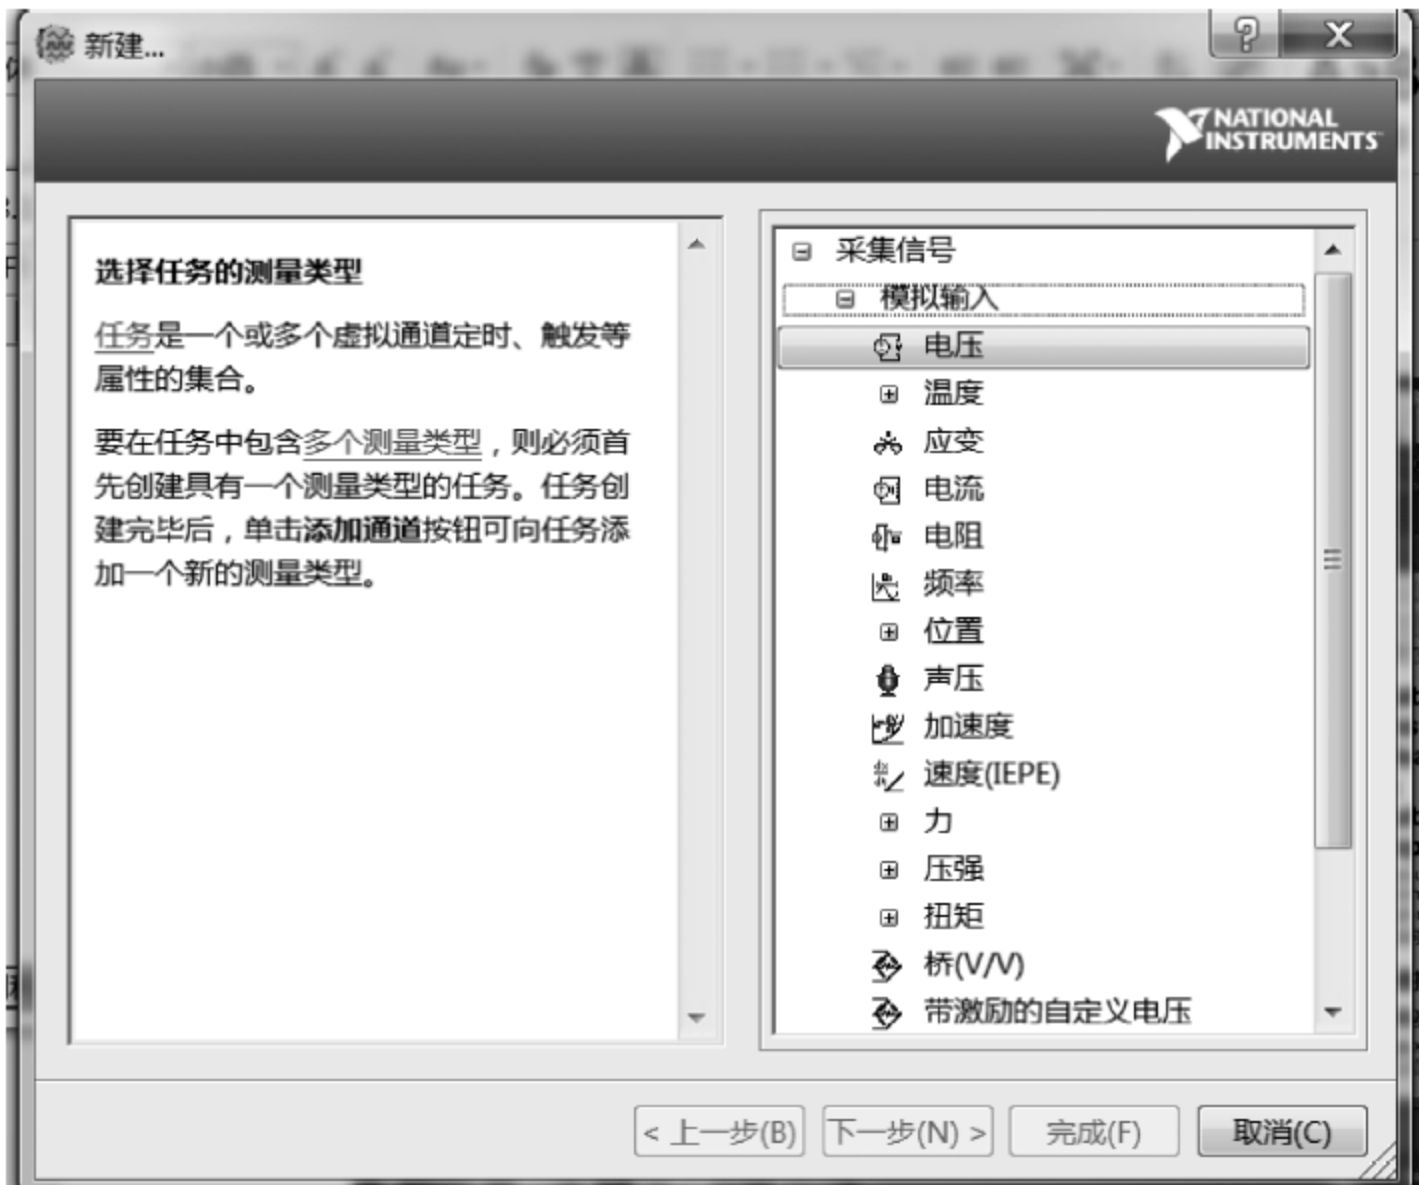 新建...
NATIONAL
INSTRUMENTS
选择任务的测量类型
任务是一个或多个虚拟通道定时、触发等
属性的集合。
要在任务中包含多个测量类型，则必须首
先创建具有一个测量类型的任务。任务创
建完毕后，单击添加通道按钮可向任务添
加一个新的测量类型。
采集信号
模拟输入
电压
温度
应变
电流
电阻
频率
位置
声压
加速度
速度(IEPE)
力
压强
扭矩
桥(V/V)
带激励的自定义电压
< 上一步(B)
下一步(N) >
完成(F)
取消(C)